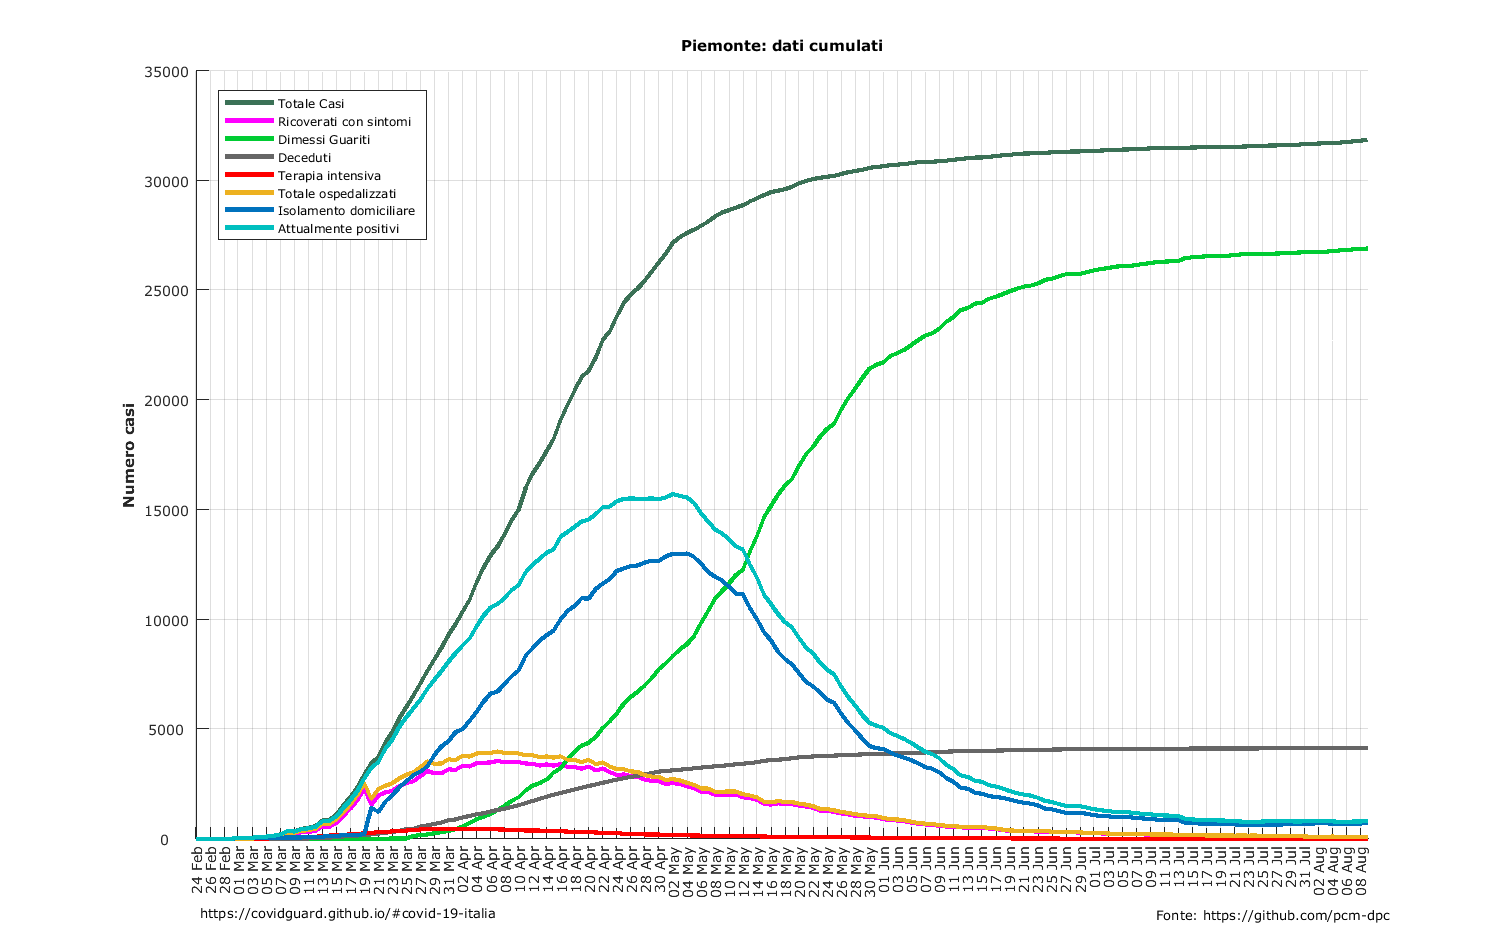 Piemonte: dati cumulati
35000
30000
25000
20000
15000
10000
5000
0
Numero casi
Totale Casi
Ricoverati con sintomi
Dimessi Guariti
Deceduti
Terapia intensiva
Totale ospedalizzati
Isolamento domiciliare
Attualmente positivi
24 Feb
26 Feb
28 Feb
01 Mar
03 Mar
05 Mar
07 Mar
09 Mar
11 Mar
13 Mar
15 Mar
17 Mar
19 Mar
21 Mar
23 Mar
25 Mar
27 Mar
29 Mar
31 Mar
02 Apr
04 Apr
06 Apr
08 Apr
10 Apr
12 Apr
14 Apr
16 Apr
18 Apr
20 Apr
22 Apr
24 Apr
26 Apr
28 Apr
30 Apr
02 May
04 May
06 May
08 May
10 May
12 May
14 May
16 May
18 May
20 May
22 May
24 May
26 May
28 May
30 May
01 Jun
03 Jun
05 Jun
07 Jun
09 Jun
11 Jun
13 Jun
15 Jun
17 Jun
19 Jun
21 Jun
23 Jun
25 Jun
27 Jun
29 Jun
01 Jul
03 Jul
05 Jul
07 Jul
09 Jul
11 Jul
13 Jul
15 Jul
17 Jul
19 Jul
21 Jul
23 Jul
25 Jul
27 Jul
29 Jul
31 Jul
02 Aug
04 Aug
06 Aug
08 Aug
https://covidguard.github.io/#covid-19-italia
Fonte: https://github.com/pcm-dpc